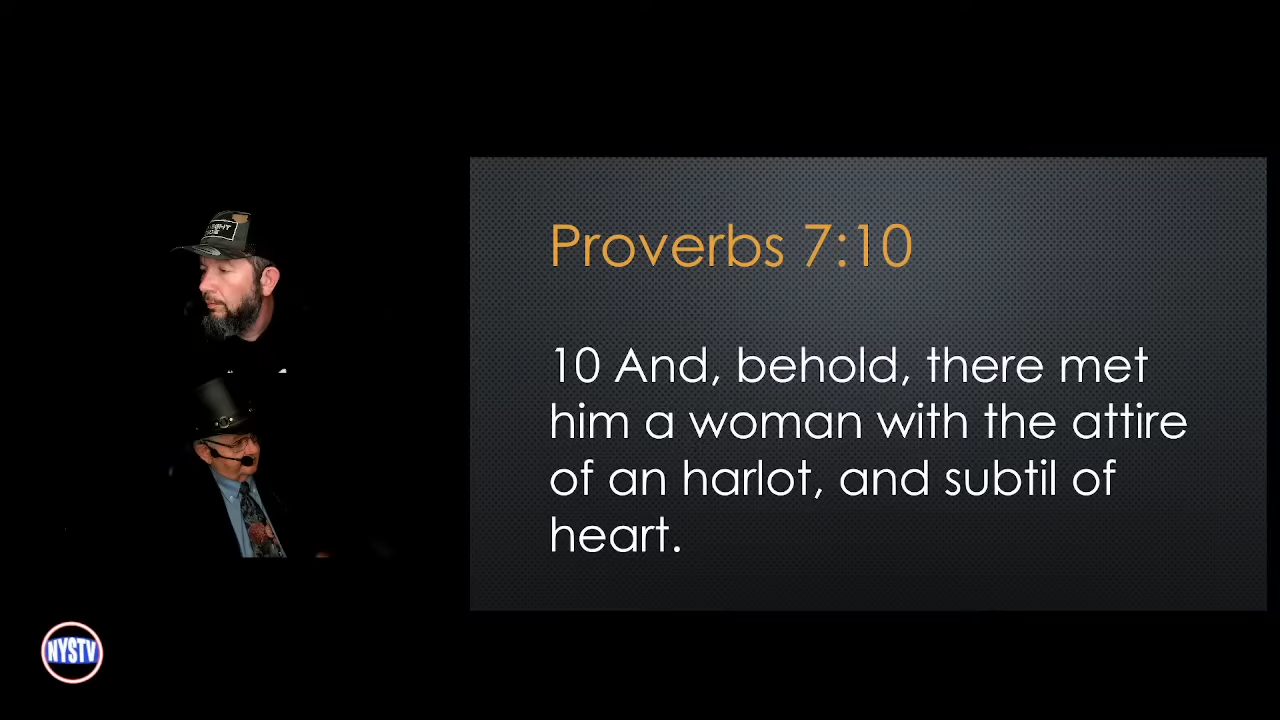 Proverbs 7:10
10 And, behold, there met
him a woman with the attire
of an harlot, and subtil of
heart.
NYSTV